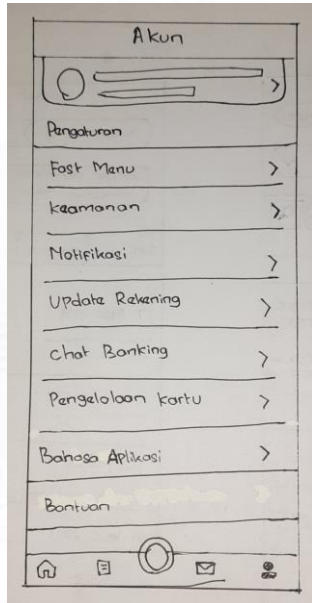 Akun
Pengaturan
Fast Menu
Keamanan
Notifikasi
Update Rekening
Chat Banking
Pengelolaan Kartu
Bahasa Aplikasi
Bantuan